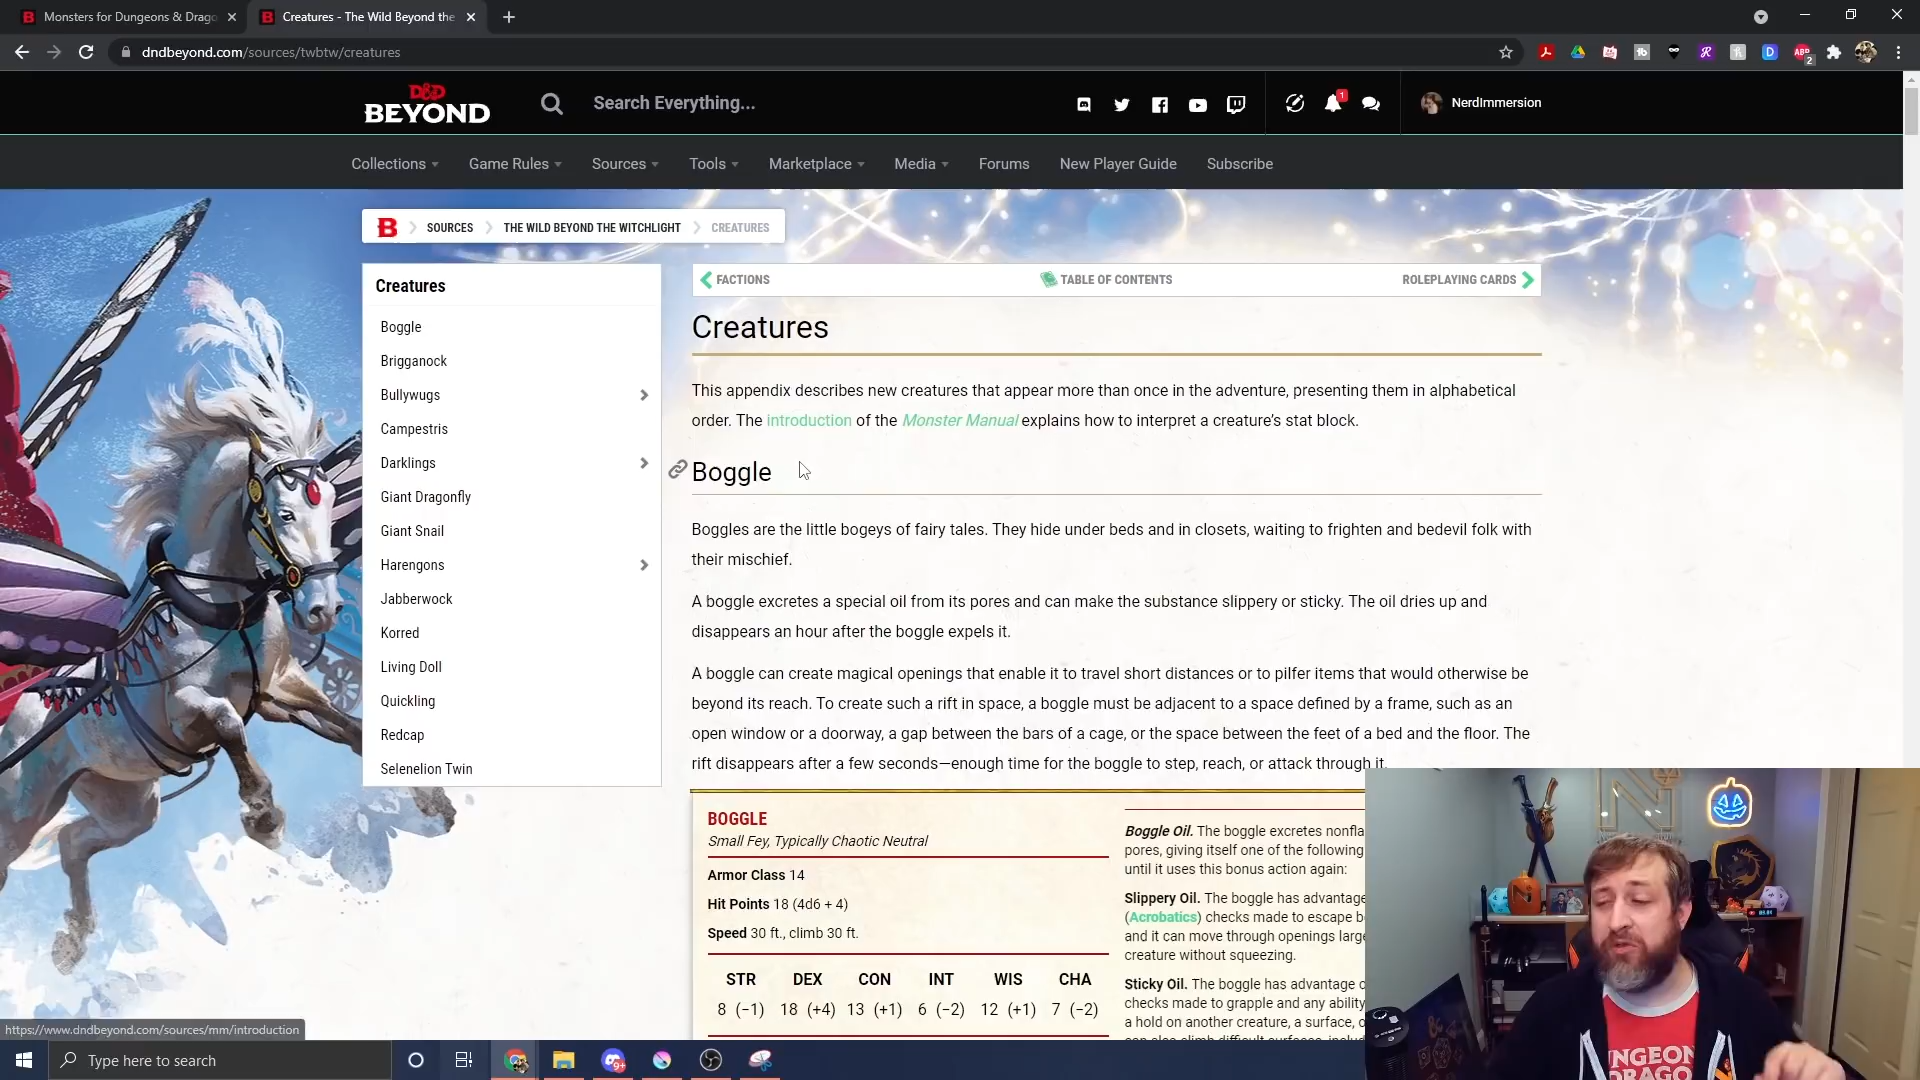 Monsters for Dungeons & Drago
Creatures - The Wild Beyond the
dndbeyond.com/sources/twbtw/creatures
ABP
2
D&D
BEYOND
Search Everything...
1
NerdImmersion
Collections
Game Rules
Sources
Tools
Marketplace
Media
Forums
New Player Guide
Subscribe
B
SOURCES
THE WILD BEYOND THE WITCHLIGHT
CREATURES
Creatures
Boggle
Brigganock
Bullywugs
Campestris
Darklings
Giant Dragonfly
Giant Snail
Harengons
Jabberwock
Korred
Living Doll
Quickling
Redcap
Selenelion Twin
FACTIONS
TABLE OF CONTENTS
ROLEPLAYING CARDS
Creatures
This appendix describes new creatures that appear more than once in the adventure, presenting them in alphabetical
order. The introduction of the Monster Manual explains how to interpret a creature's stat block.
Boggle
Boggles are the little bogeys of fairy tales. They hide under beds and in closets, waiting to frighten and bedevil folk with
their mischief.
A boggle excretes a special oil from its pores and can make the substance slippery or sticky. The oil dries up and
disappears an hour after the boggle expels it.
A boggle can create magical openings that enable it to travel short distances or to pilfer items that would otherwise be
beyond its reach. To create such a rift in space, a boggle must be adjacent to a space defined by a frame, such as an
open window or a doorway, a gap between the bars of a cage, or the space between the feet of a bed and the floor. The
rift disappears after a few seconds—enough time for the boggle to step, reach, or attack through it.
BOGGLE
Small Fey, Typically Chaotic Neutral
Armor Class 14
Hit Points 18 (4d6 + 4)
Speed 30 ft., climb 30 ft.
STR DEX CON INT WIS CHA
8 (−1) 18 (+4) 13 (+1) 6 (−2) 12 (+1) 7 (−2)
Boggle Oil. The boggle excretes nonfla
pores, giving itself one of the following
until it uses this bonus action again:
Slippery Oil. The boggle has advantage
(Acrobatics) checks made to escape b
and it can move through openings large
creature without squeezing.
Sticky Oil. The boggle has advantage o
checks made to grapple and any ability
a hold on another creature, a surface, o
https://www.dndbeyond.com/sources/mm/introduction
Type here to search
9+
NGEON
DRAGO